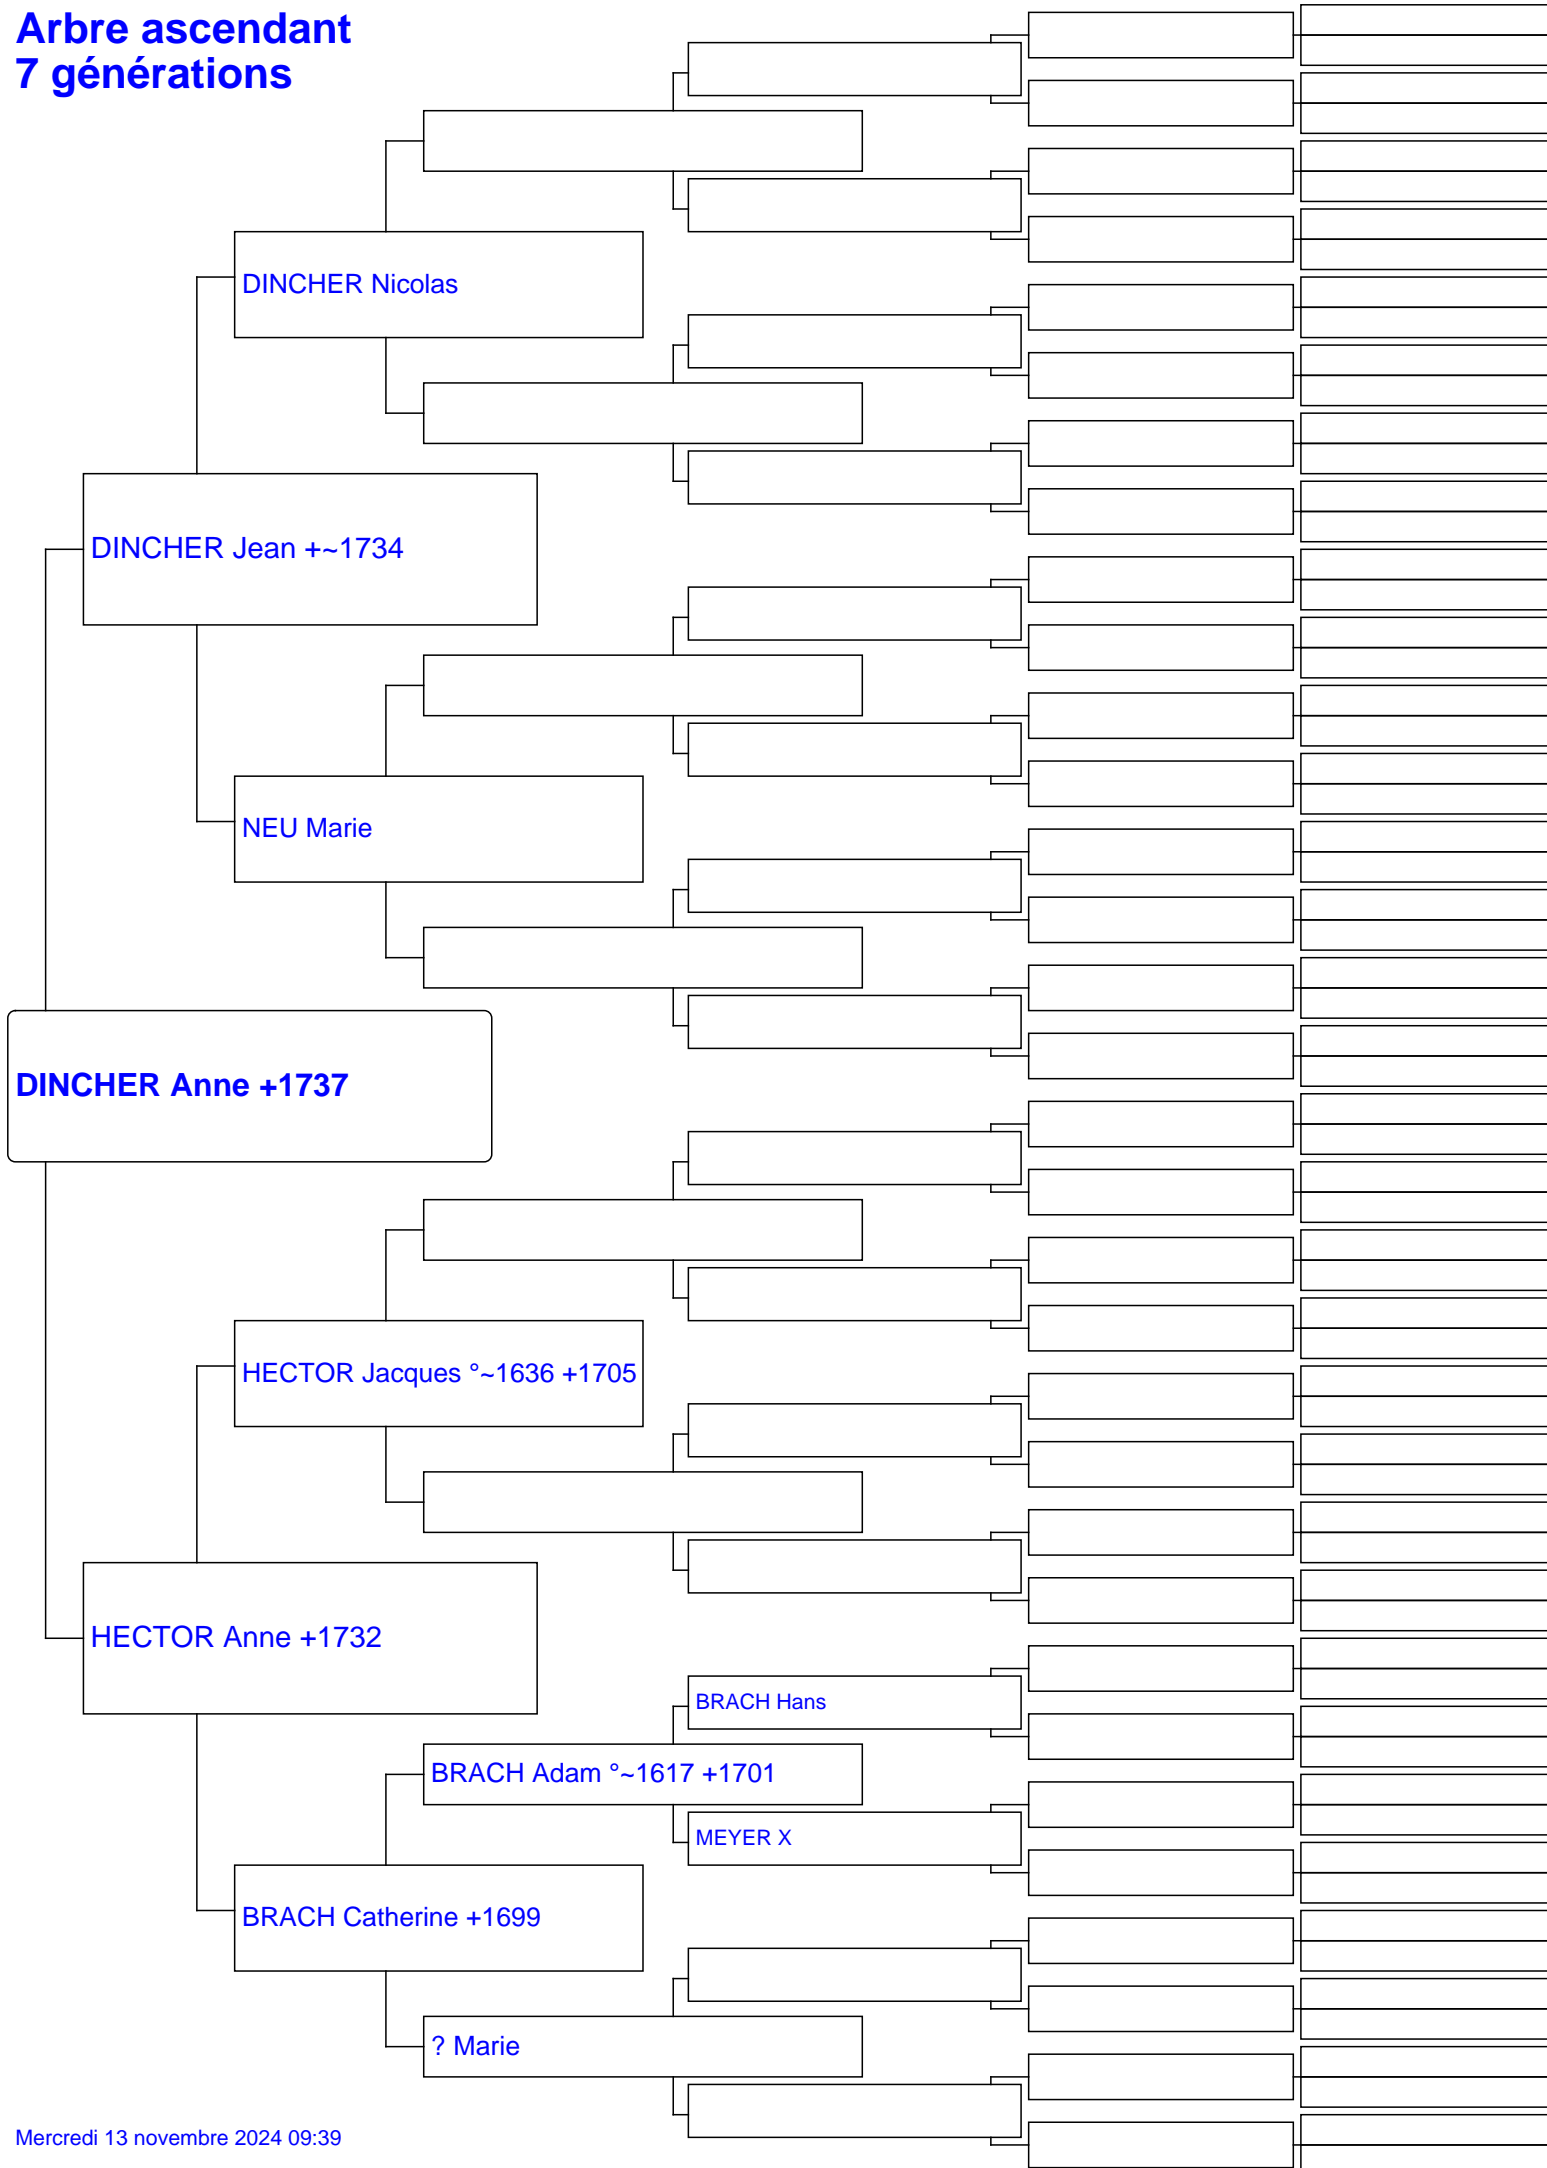 Arbre ascendant
7 générations
DINCHER Nicolas
DINCHER Jean +~1734
NEU Marie
DINCHER Anne +1737
HECTOR Jacques °~1636 +1705
HECTOR Anne +1732
BRACH Hans
BRACH Adam °~1617 +1701
MEYER X
BRACH Catherine +1699
? Marie
Mercredi 13 novembre 2024 09:39